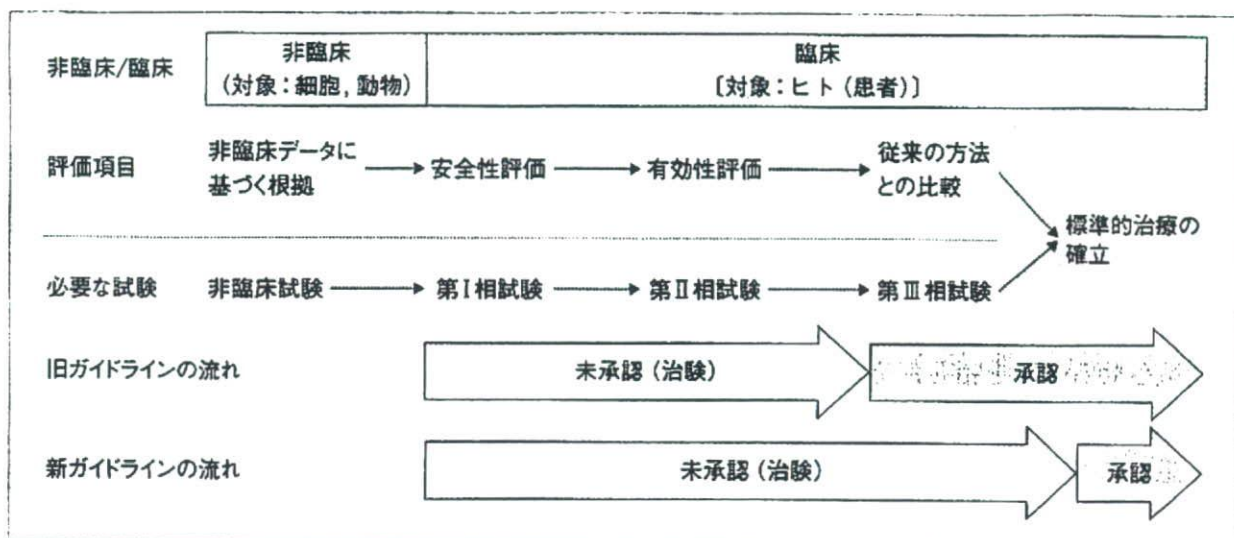 非臨床/臨床
非臨床
(対象:細胞,動物)
臨床
〔対象:ヒト(患者)〕
評価項目
非臨床データに
基づく根拠
安全性評価
有効性評価
従来の方法
との比較
標準的治療の
確立
必要な試験
非臨床試験
第Ⅰ相試験
第Ⅱ相試験
第Ⅲ相試験
旧ガイドラインの流れ
未承認(治験)
承認
新ガイドラインの流れ
未承認(治験)
承認